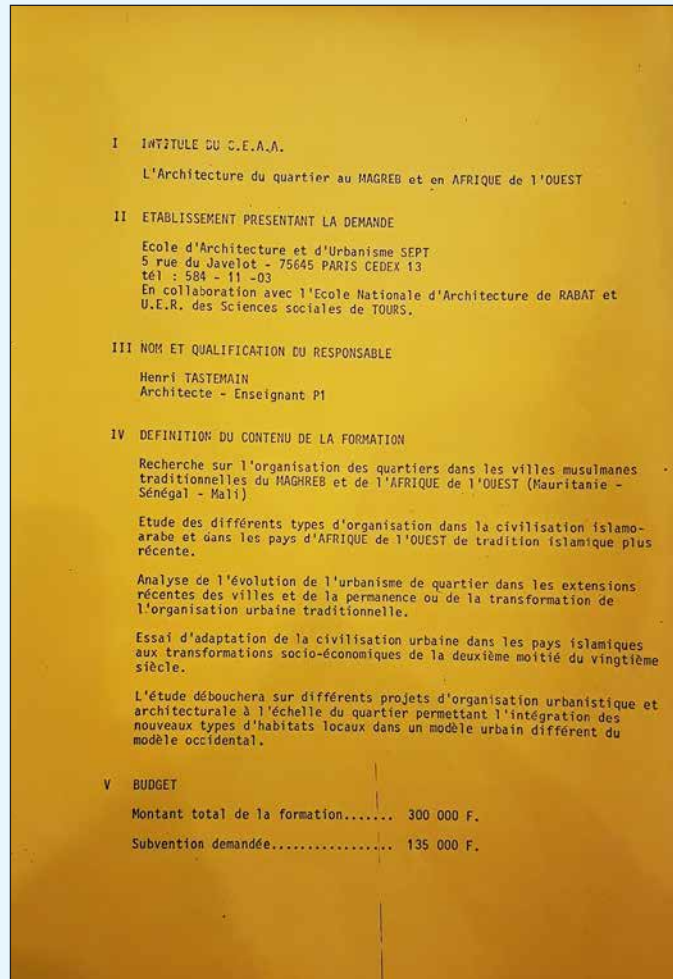 I INTITULE DU C.E.A.A.
L'Architecture du quartier au MAGREB et en AFRIQUE de l'OUEST
II ETABLISSEMENT PRESENTANT LA DEMANDE
Ecole d'Architecture et d'Urbanisme SEPT
5 rue du Javelot - 75645 PARIS CEDEX 13
tél : 584 - 11 -03
En collaboration avec l'Ecole Nationale d'Architecture de RABAT et
U.E.R. des Sciences sociales de TOURS.
III NOM ET QUALIFICATION DU RESPONSABLE
Henri TASTEMAIN
Architecte - Enseignant P1
IV DEFINITION DU CONTENU DE LA FORMATION
Recherche sur l'organisation des quartiers dans les villes musulmanes
traditionnelles du MAGHREB et de l'AFRIQUE de l'OUEST (Mauritanie -
Sénégal - Mali)
Etude des différents types d'organisation dans la civilisation islamo-
arabe et dans les pays d'AFRIQUE de l'OUEST de tradition islamique plus
récente.
Analyse de l'évolution de l'urbanisme de quartier dans les extensions
récentes des villes et de la permanence ou de la transformation de
l'organisation urbaine traditionnelle.
Essai d'adaptation de la civilisation urbaine dans les pays islamiques
aux transformations socio-économiques de la deuxième moitié du vingtième
siècle.
L'étude débouchera sur différents projets d'organisation urbanistique et
architecturale à l'échelle du quartier permettant l'intégration des
nouveaux types d'habitats locaux dans un modèle urbain différent du
modèle occidental.
V BUDGET
Montant total de la formation....... 300 000 F.
Subvention demandée................. 135 000 F.